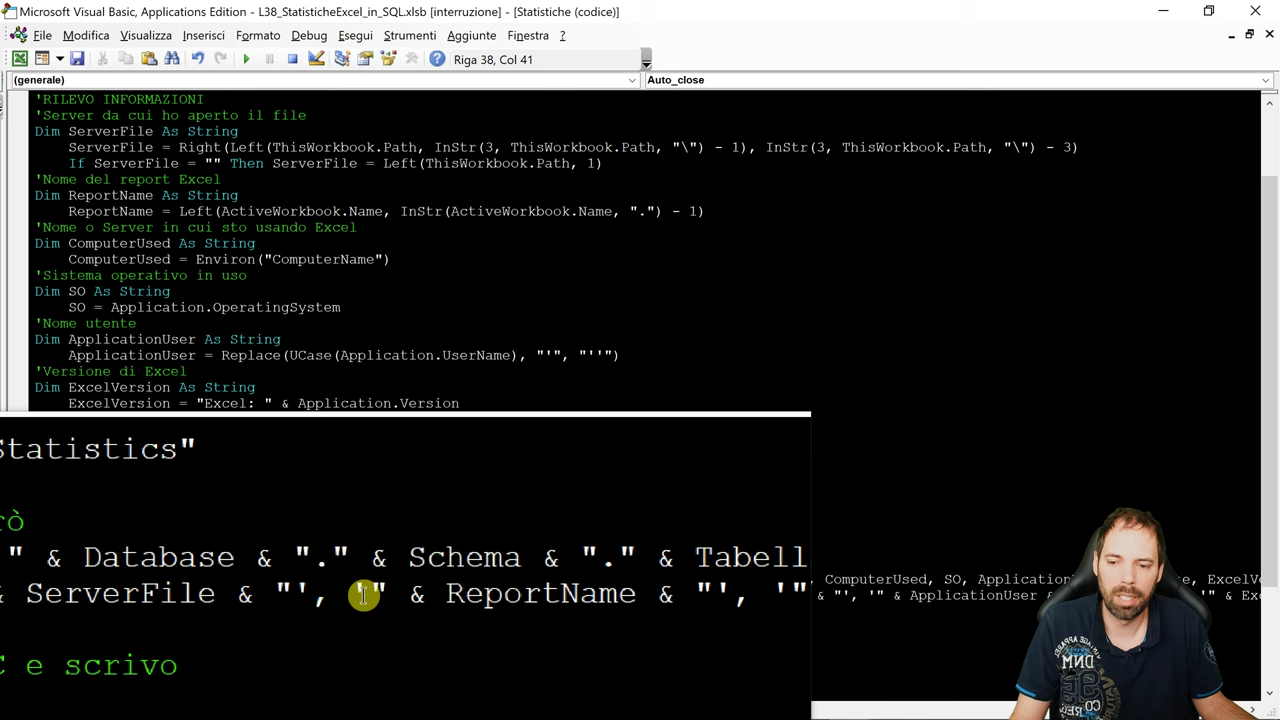 Microsoft Visual Basic, Applications Edition - L38_StatisticheExcel_in_SQL.xlsb [interruzione] - [Statistiche (codice)]
File Modifica Visualizza Inserisci Formato Debug Esegui Strumenti Aggiunte Finestra ?
Riga 38, Col 41
(generale) Auto_close
'RILEVO INFORMAZIONI
'Server da cui ho aperto il file
Dim ServerFile As String
ServerFile = Right(Left(ThisWorkbook.Path, InStr(3, ThisWorkbook.Path, "\") - 1), InStr(3, ThisWorkbook.Path, "\") - 3)
If ServerFile = "" Then ServerFile = Left(ThisWorkbook.Path, 1)
'Nome del report Excel
Dim ReportName As String
ReportName = Left(ActiveWorkbook.Name, InStr(ActiveWorkbook.Name, ".") - 1)
'Nome o Server in cui sto usando Excel
Dim ComputerUsed As String
ComputerUsed = Environ("ComputerName")
'Sistema operativo in uso
Dim SO As String
SO = Application.OperatingSystem
'Nome utente
Dim ApplicationUser As String
ApplicationUser = Replace(UCase(Application.UserName), "'", "''")
'Versione di Excel
Dim ExcelVersion As String
ExcelVersion = "Excel: " & Application.Version
Statistics"
rò
" & Database & "." & Schema & "." & Tabell
, ComputerUsed, SO, Applicatio
e, ExcelV
& ServerFile & "', '" & ReportName & "', '"
& "', '" & ApplicationUser &
'" & Ex
C e scrivo
AFRAID APPAREL
VINTAGE
DNM